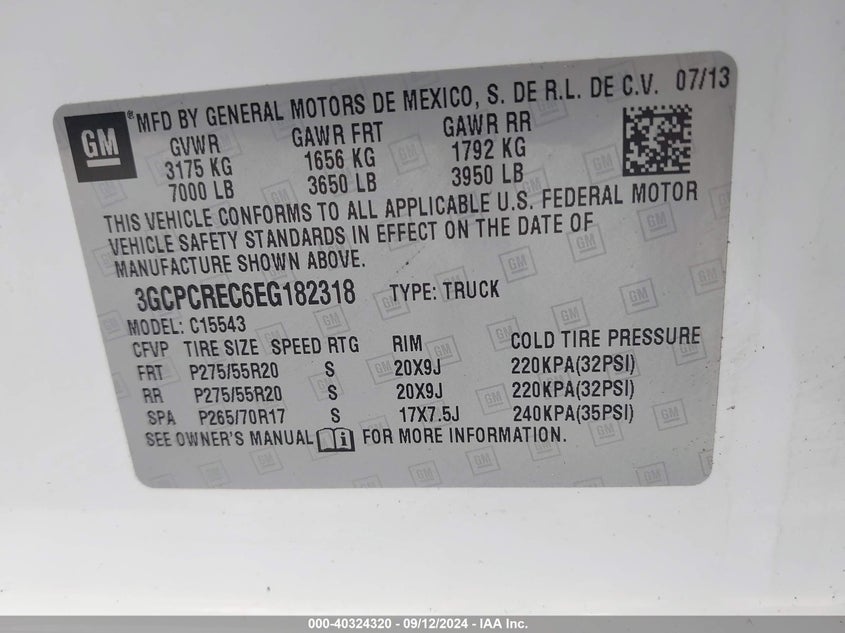 GM ® MFD BY GENERAL MOTORS DE MEXICO, S. DE R.L. DE C.V. 07/13
GVWR GAWR FRT GAWR RR
3175 KG 1656 KG 1792 KG
7000 LB 3650 LB 3950 LB
THIS VEHICLE CONFORMS TO ALL APPLICABLE U.S. FEDERAL MOTOR
VEHICLE SAFETY STANDARDS IN EFFECT ON THE DATE OF
MANUFACTURE SHOWN ABOVE.
3GCPCREC6EG182318 TYPE: TRUCK
MODEL: C15543
CFVP TIRE SIZE SPEED RTG RIM COLD TIRE PRESSURE
FRT P275/55R20 S 20X9J 220KPA(32PSI)
RR P275/55R20 S 20X9J 220KPA(32PSI)
SPA P265/70R17 S 17X7.5J 240KPA(35PSI)
SEE OWNER'S MANUAL FOR MORE INFORMATION.
000-40324320 - 09/12/2024 - IAA Inc.